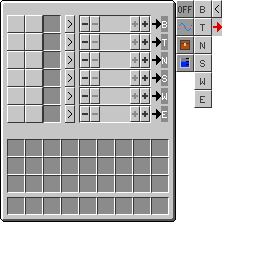 > - - + + B
> - - + + T
> - - + + N
> - - + + S
> - - + + W
> - - + + E
OFF B <
T
N
S
W
E